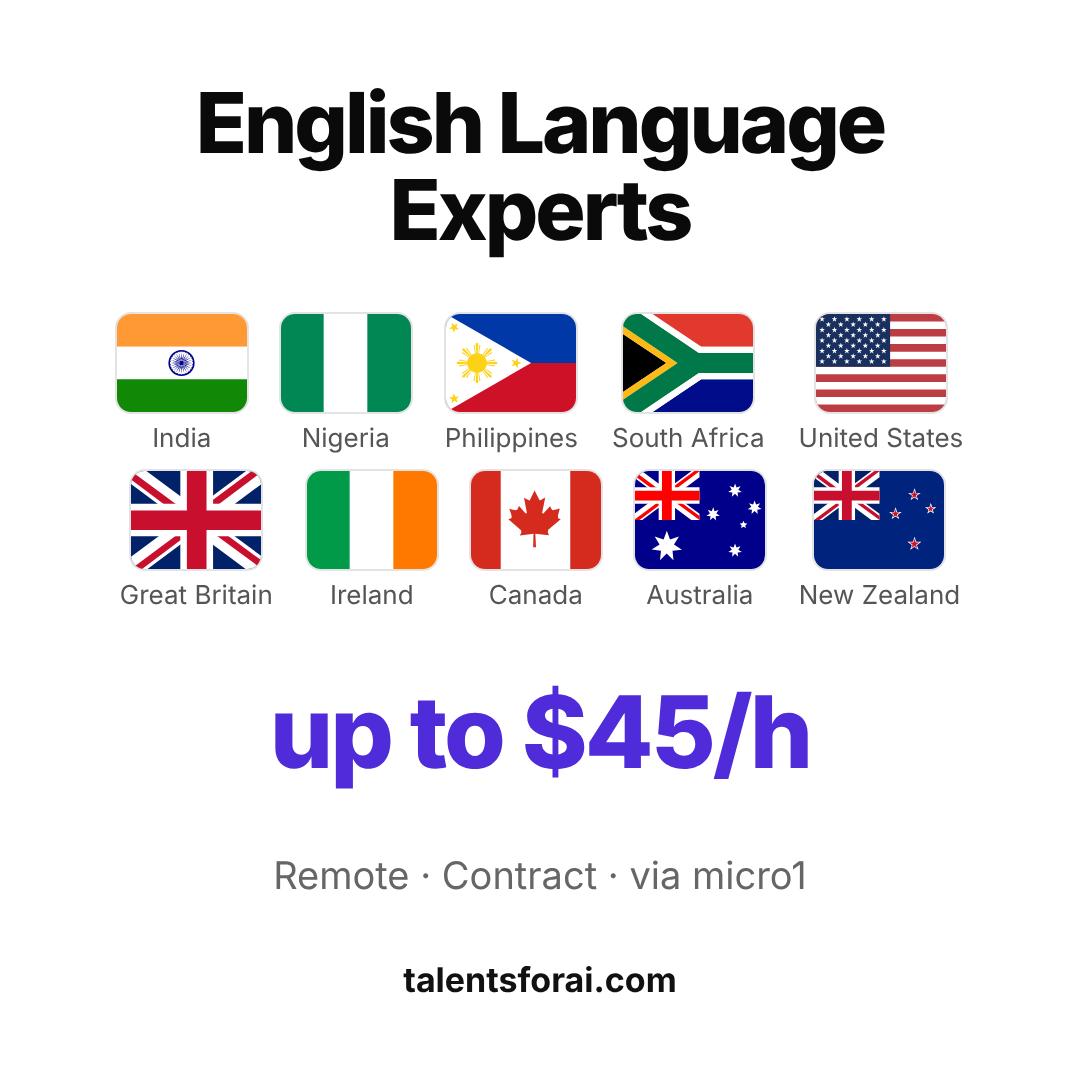 English Language
Experts
India Nigeria Philippines South Africa United States
Great Britain Ireland Canada Australia New Zealand
up to $45/h
Remote · Contract · via micro1
talentsforai.com